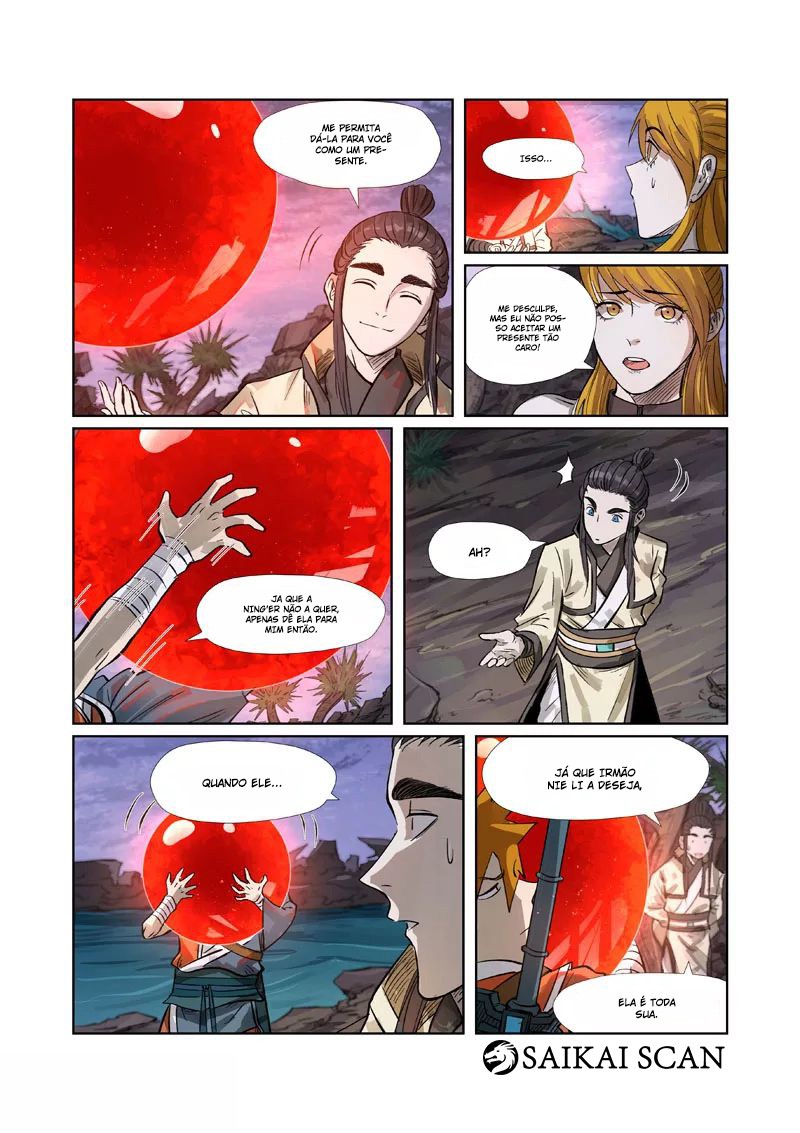 ME PERMITA
DÁ-LA PARA VOCÊ
COMO UM PRE-
SENTE.
ISSO...
ME DESCULPE,
MAS EU NÃO POS-
SO ACEITAR UM
PRESENTE TÃO
CARO!
JA QUE A
NING'ER NÃO A QUER,
APENAS DÊ ELA PARA
MIM ENTÃO.
AH?
QUANDO ELE...
JÁ QUE IRMÃO
NIE LI A DESEJA,
ELA É TODA
SUA.
SAIKAI SCAN